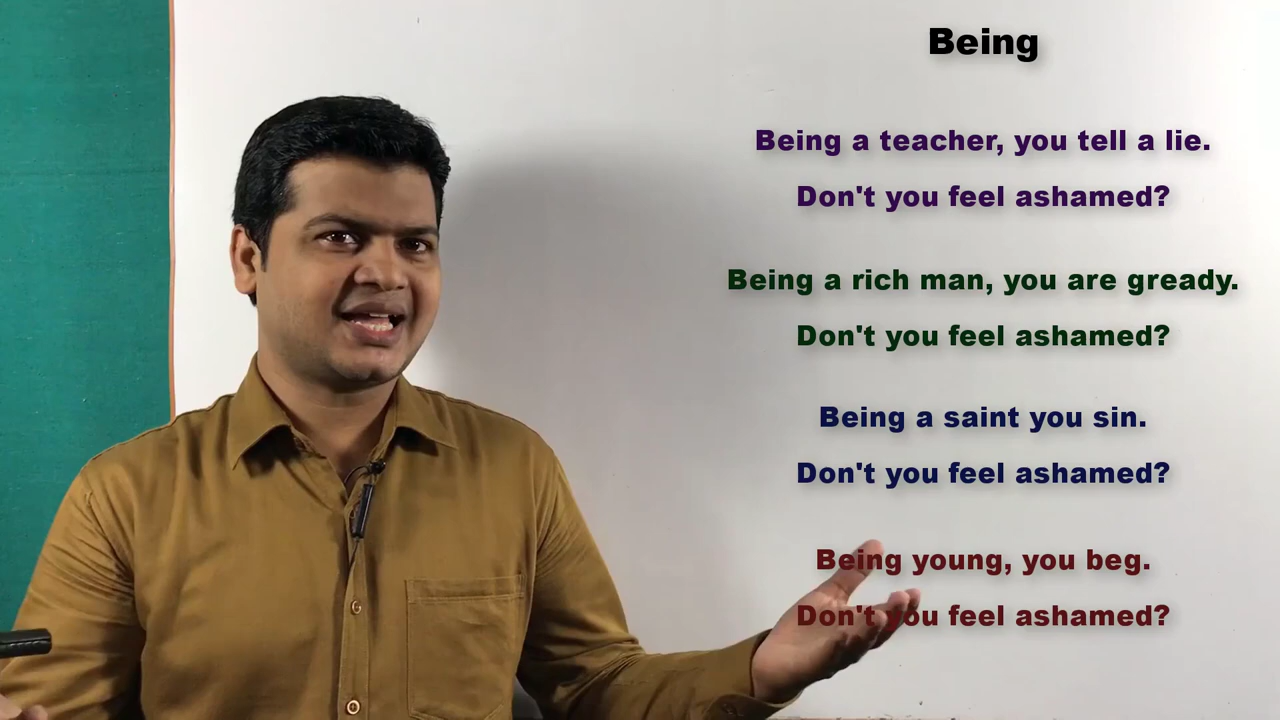 Being
Being a teacher, you tell a lie.
Don't you feel ashamed?
Being a rich man, you are gready.
Don't you feel ashamed?
Being a saint you sin.
Don't you feel ashamed?
Being young, you beg.
Don't you feel ashamed?